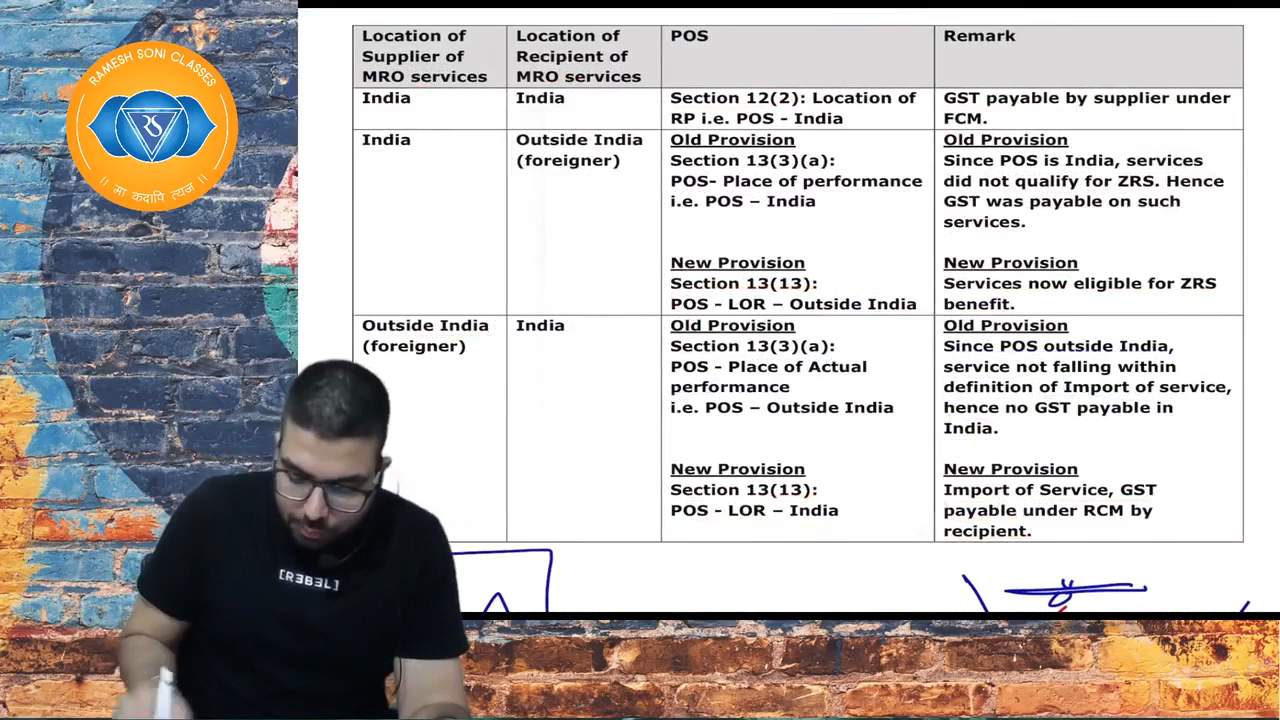 RAMESH SONI CLASSES
RS
।। मा कदापि त्यज ।।
Location of Supplier of MRO services
Location of Recipient of MRO services
POS
Remark
India
India
Section 12(2): Location of
RP i.e. POS - India
GST payable by supplier under
FCM.
India
Outside India
(foreigner)
Old Provision
Section 13(3)(a):
POS- Place of performance
i.e. POS – India
New Provision
Section 13(13):
POS - LOR – Outside India
Old Provision
Since POS is India, services
did not qualify for ZRS. Hence
GST was payable on such
services.
New Provision
Services now eligible for ZRS
benefit.
Outside India
(foreigner)
India
Old Provision
Section 13(3)(a):
POS - Place of Actual
performance
i.e. POS – Outside India
New Provision
Section 13(13):
POS - LOR – India
Old Provision
Since POS outside India,
service not falling within
definition of Import of service,
hence no GST payable in
India.
New Provision
Import of Service, GST
payable under RCM by
recipient.
[RƎBEL]